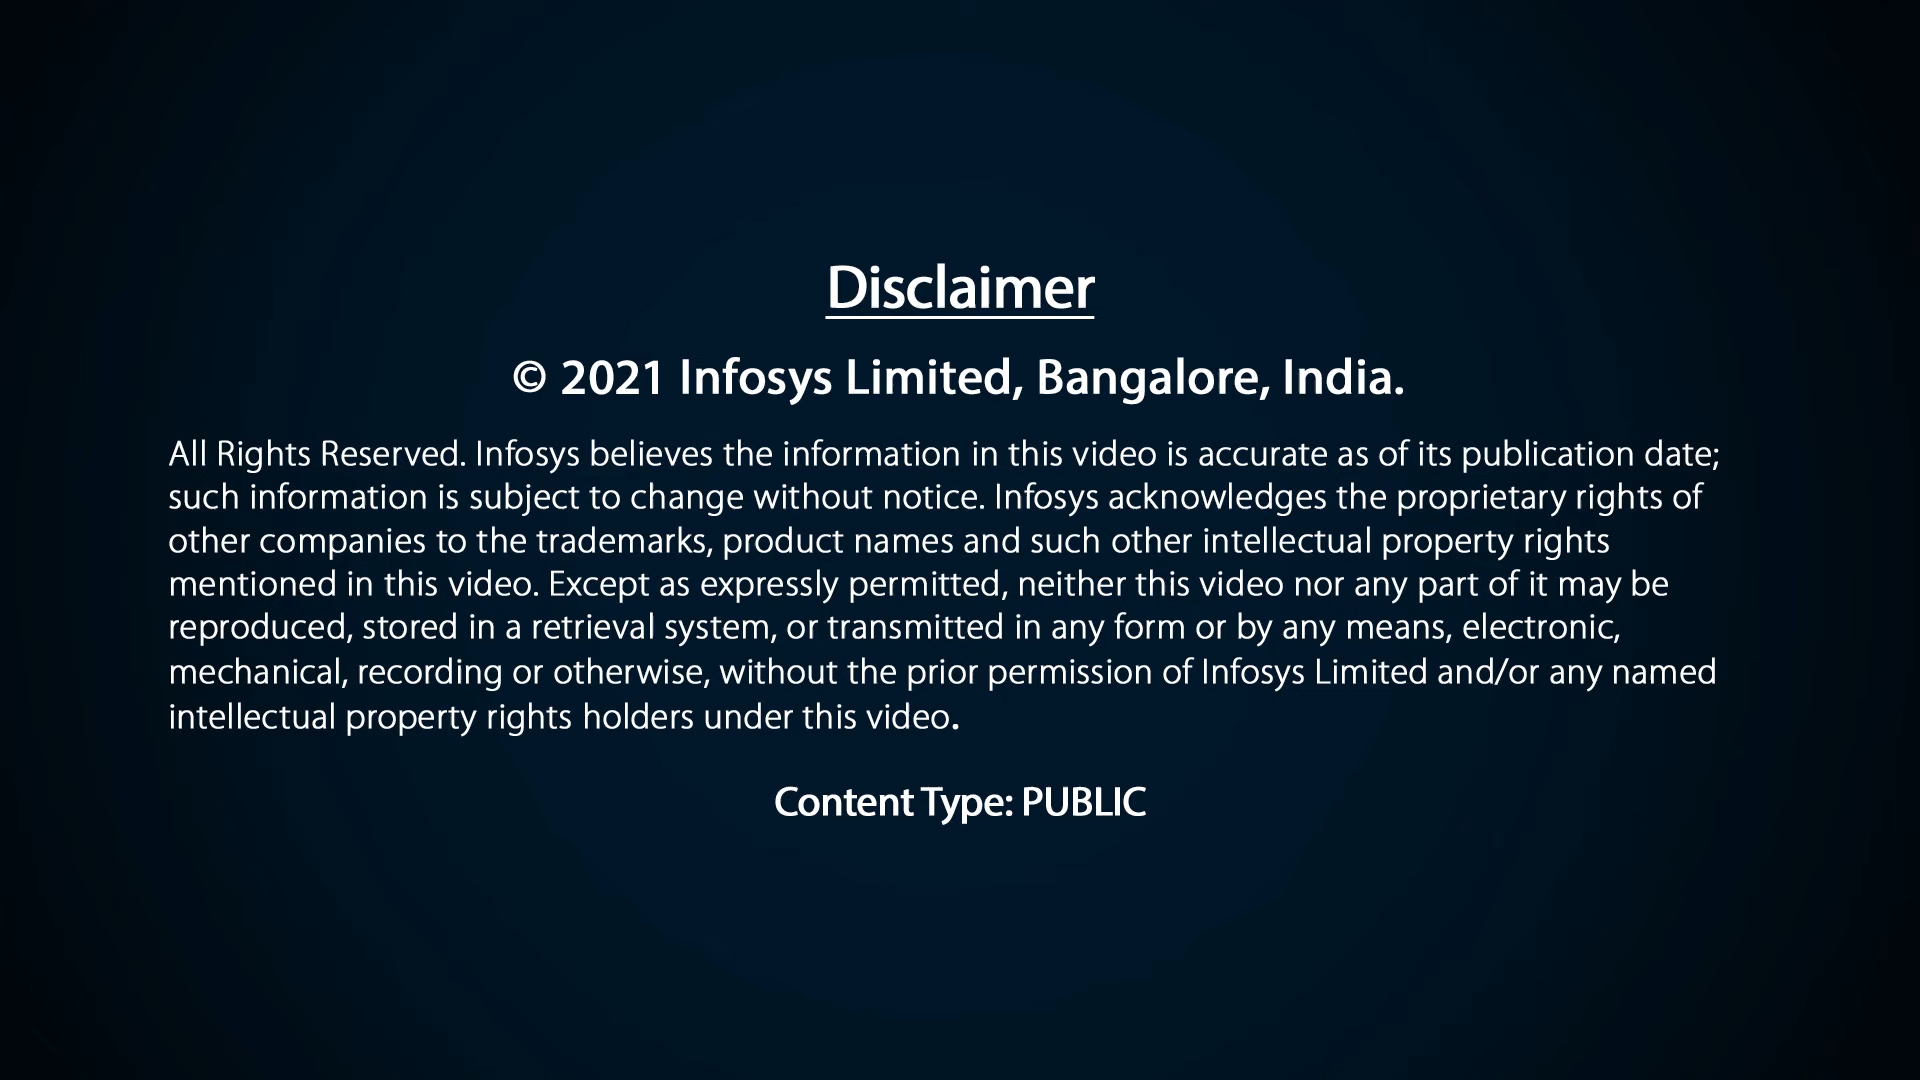 Disclaimer
© 2021 Infosys Limited, Bangalore, India.
All Rights Reserved. Infosys believes the information in this video is accurate as of its publication date;
such information is subject to change without notice. Infosys acknowledges the proprietary rights of
other companies to the trademarks, product names and such other intellectual property rights
mentioned in this video. Except as expressly permitted, neither this video nor any part of it may be
reproduced, stored in a retrieval system, or transmitted in any form or by any means, electronic,
mechanical, recording or otherwise, without the prior permission of Infosys Limited and/or any named
intellectual property rights holders under this video.
Content Type: PUBLIC